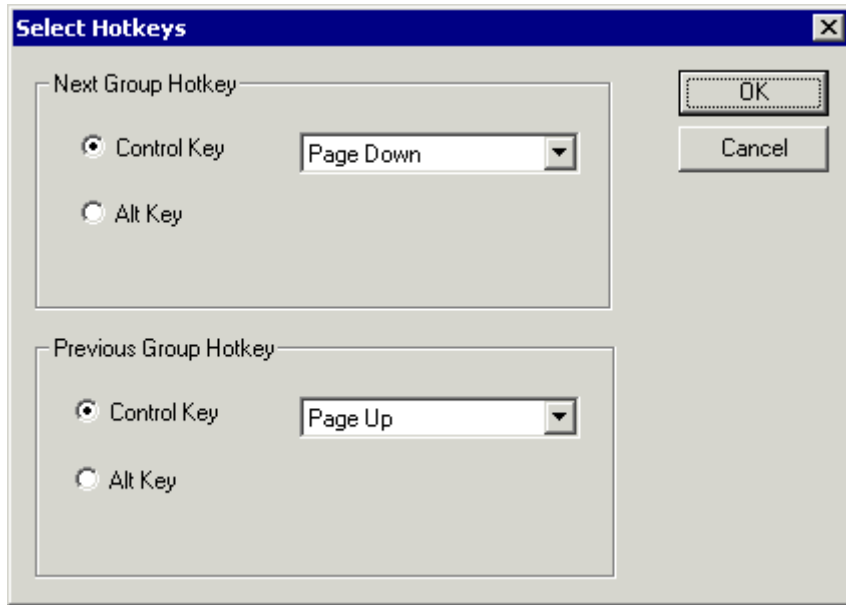 Select Hotkeys
Next Group Hotkey
OK
Control Key Page Down
Cancel
Alt Key
Previous Group Hotkey
Control Key Page Up
Alt Key